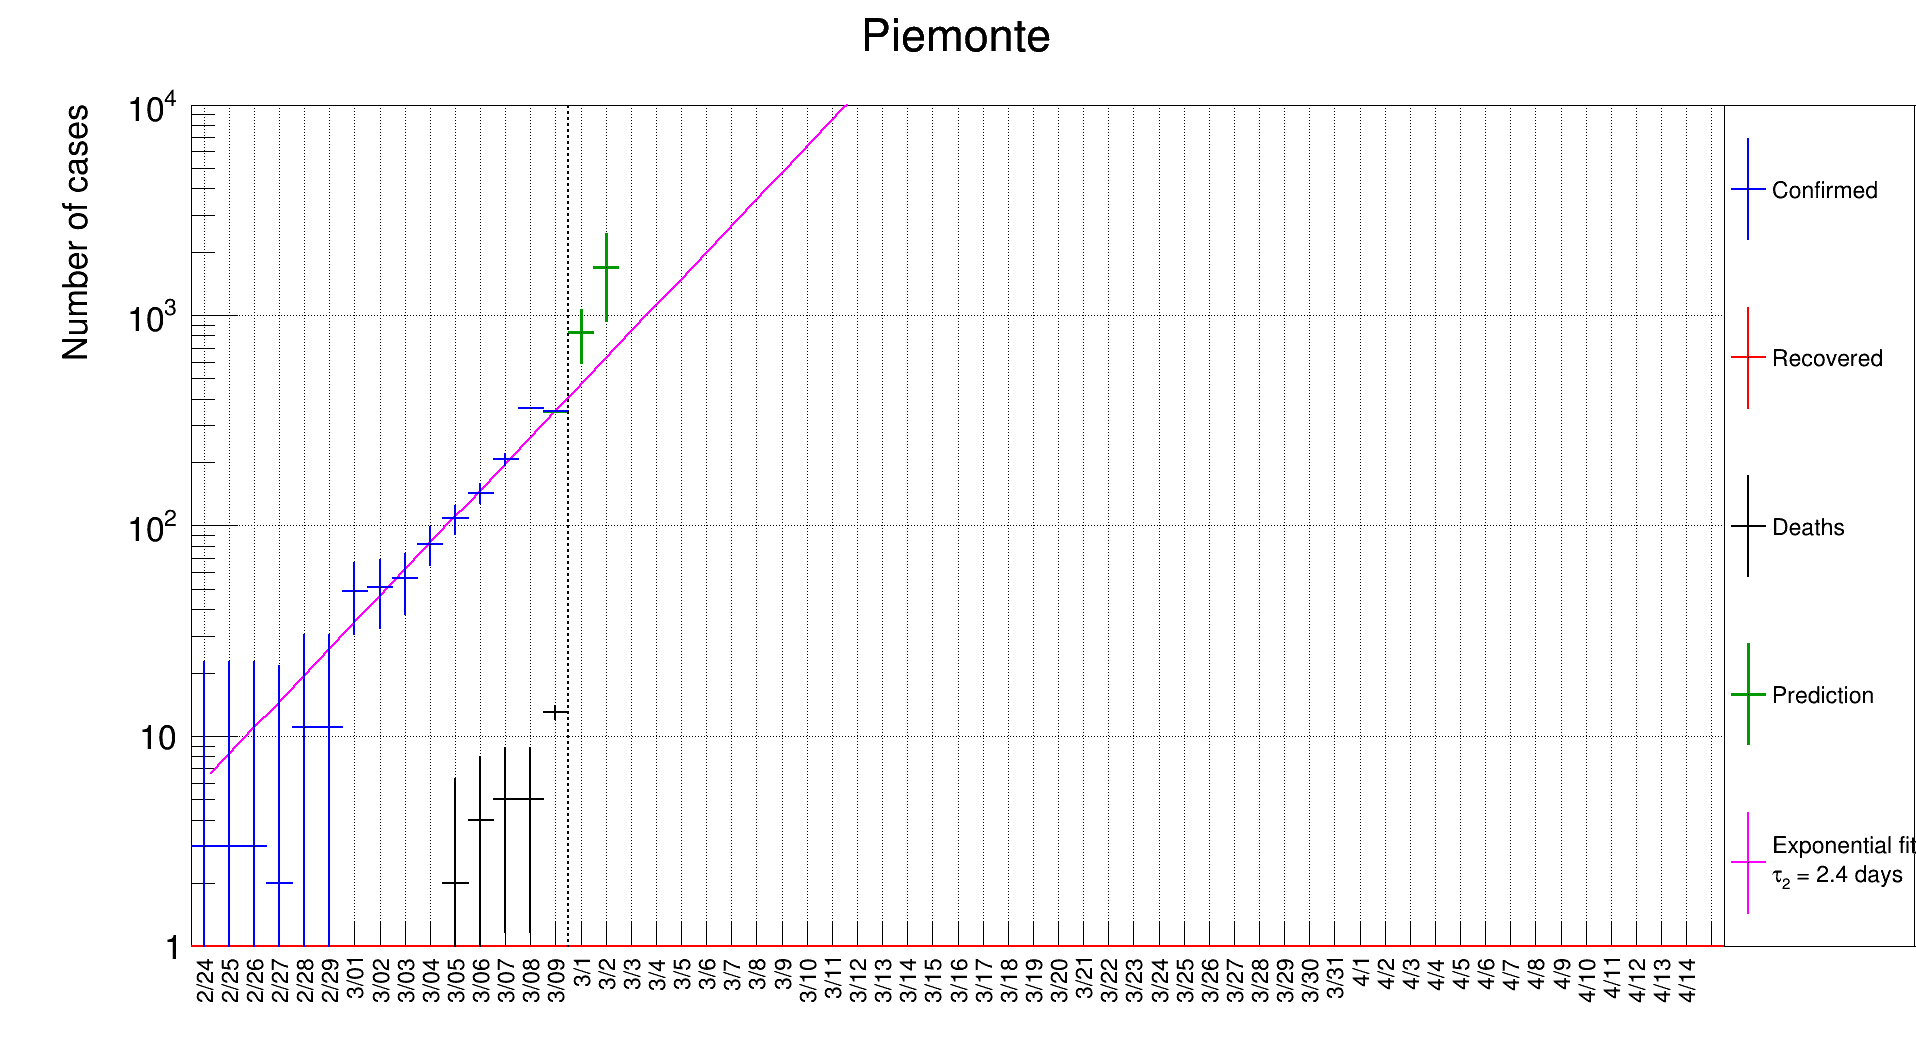 Piemonte
Number of cases
10⁴
10³
10²
10
1
2/24 2/25 2/26 2/27 2/28 2/29 3/01 3/02 3/03 3/04 3/05 3/06 3/07 3/08 3/09 3/1 3/2 3/3 3/4 3/5 3/6 3/7 3/8 3/9 3/10 3/11 3/12 3/13 3/14 3/15 3/16 3/17 3/18 3/19 3/20 3/21 3/22 3/23 3/24 3/25 3/26 3/27 3/28 3/29 3/30 3/31 4/1 4/2 4/3 4/4 4/5 4/6 4/7 4/8 4/9 4/10 4/11 4/12 4/13 4/14
Confirmed
Recovered
Deaths
Prediction
Exponential fit
τ₂ = 2.4 days